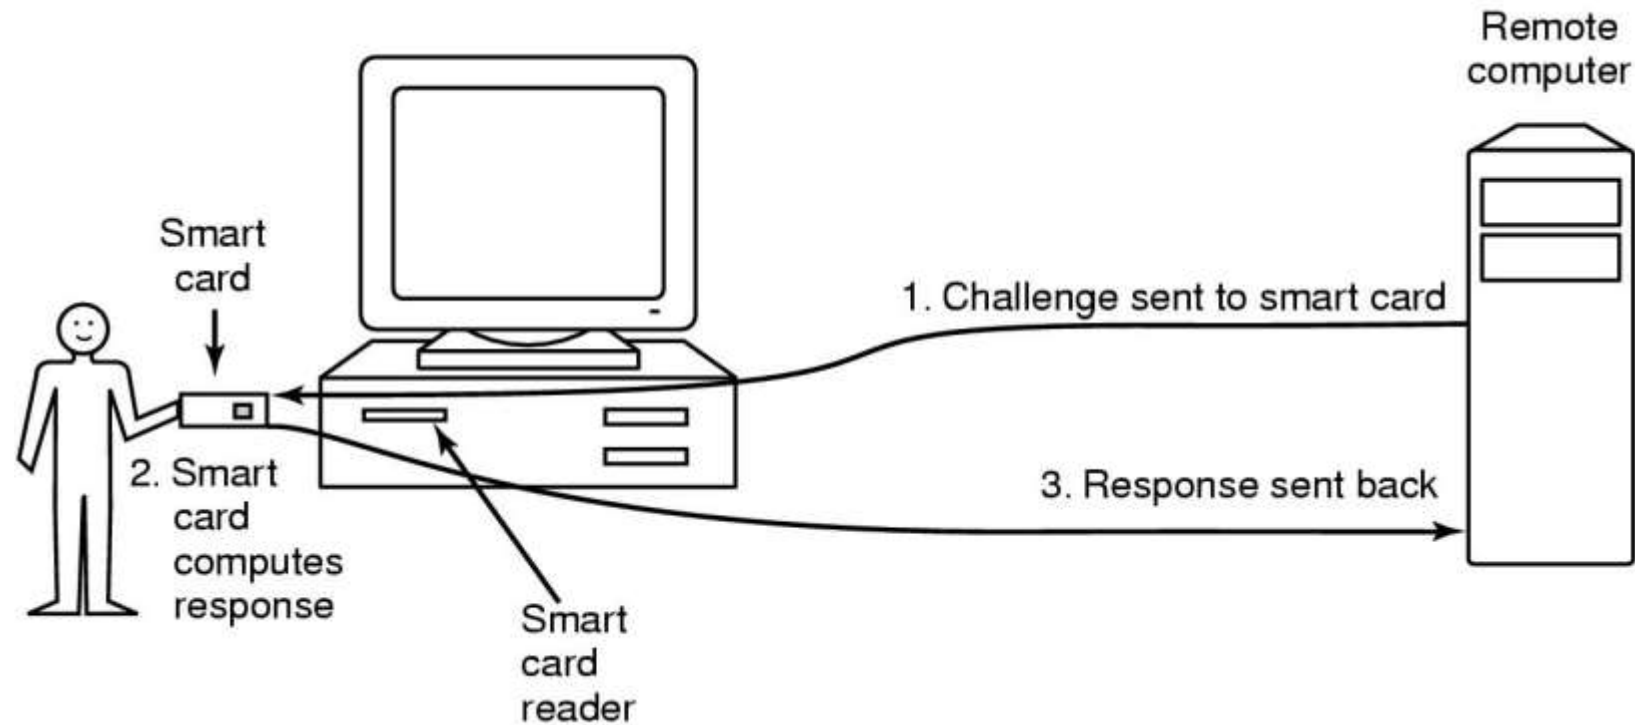 Remote
computer
Smart
card
1. Challenge sent to smart card
2. Smart
card
computes
response
3. Response sent back
Smart
card
reader